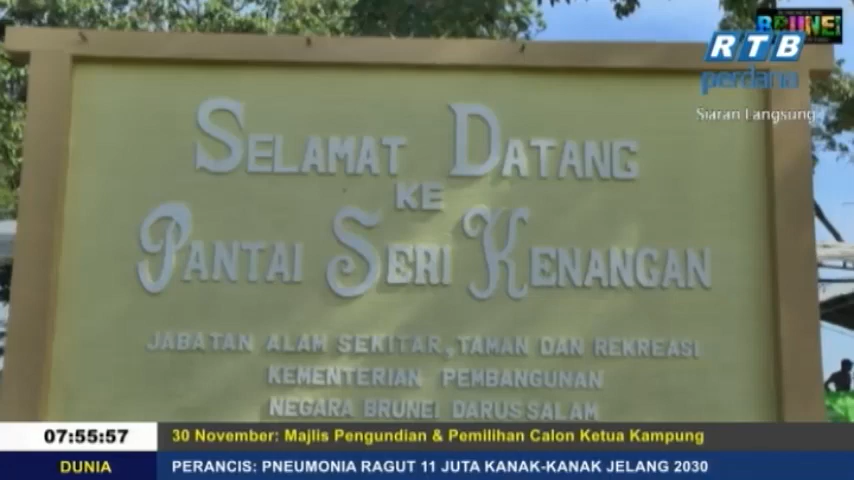 BRUNEI
RTB
perdana
Siaran Langsung
SELAMAT DATANG
KE
PANTAI SERI KENANGAN
JABATAN ALAM SEKITAR, TAMAN DAN REKREASI
KEMENTERIAN PEMBANGUNAN
NEGARA BRUNEI DARUSSALAM
07:55:57 30 November: Majlis Pengundian & Pemilihan Calon Ketua Kampung
DUNIA PERANCIS: PNEUMONIA RAGUT 11 JUTA KANAK-KANAK JELANG 2030